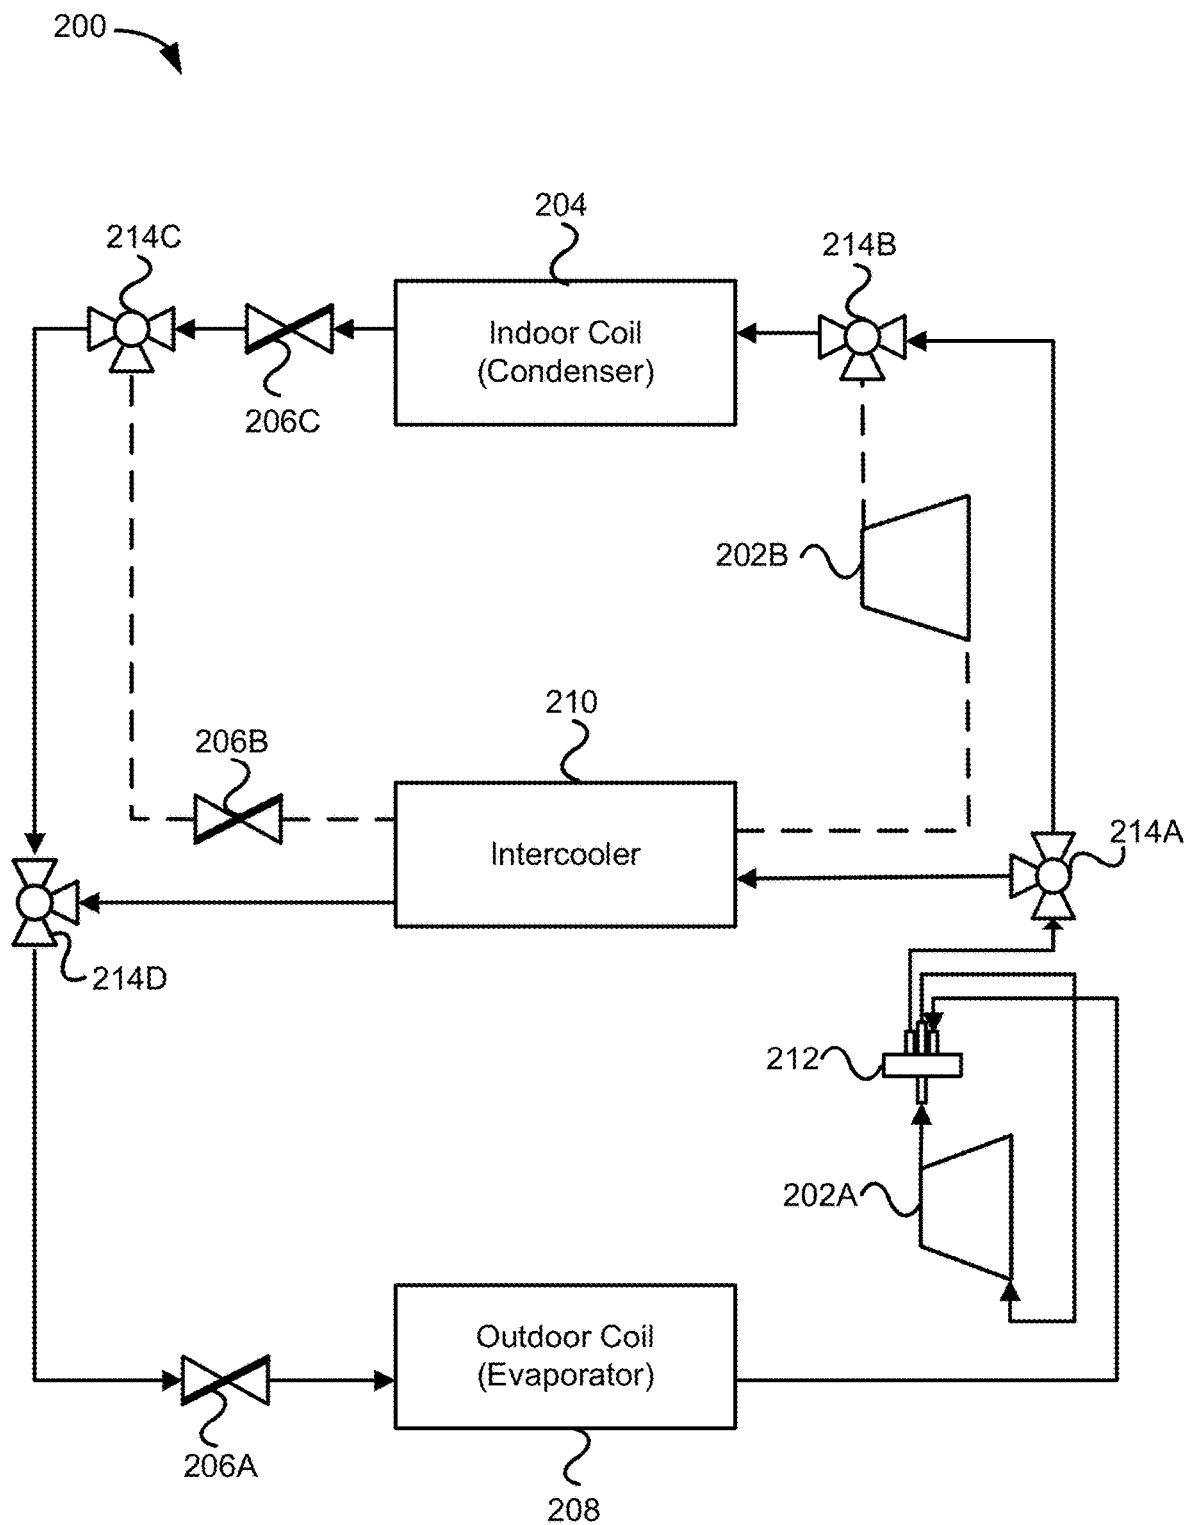 200
204
214C
214B
Indoor Coil
(Condenser)
206C
202B
210
206B
214A
Intercooler
214D
212
202A
Outdoor Coil
(Evaporator)
206A
208